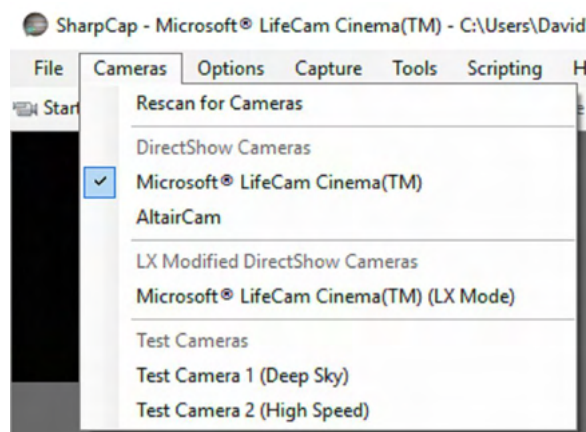 SharpCap - Microsoft® LifeCam Cinema(TM) - C:\Users\David
File Cameras Options Capture Tools Scripting H
Start
Rescan for Cameras
DirectShow Cameras
Microsoft® LifeCam Cinema(TM)
AltairCam
LX Modified DirectShow Cameras
Microsoft® LifeCam Cinema(TM) (LX Mode)
Test Cameras
Test Camera 1 (Deep Sky)
Test Camera 2 (High Speed)